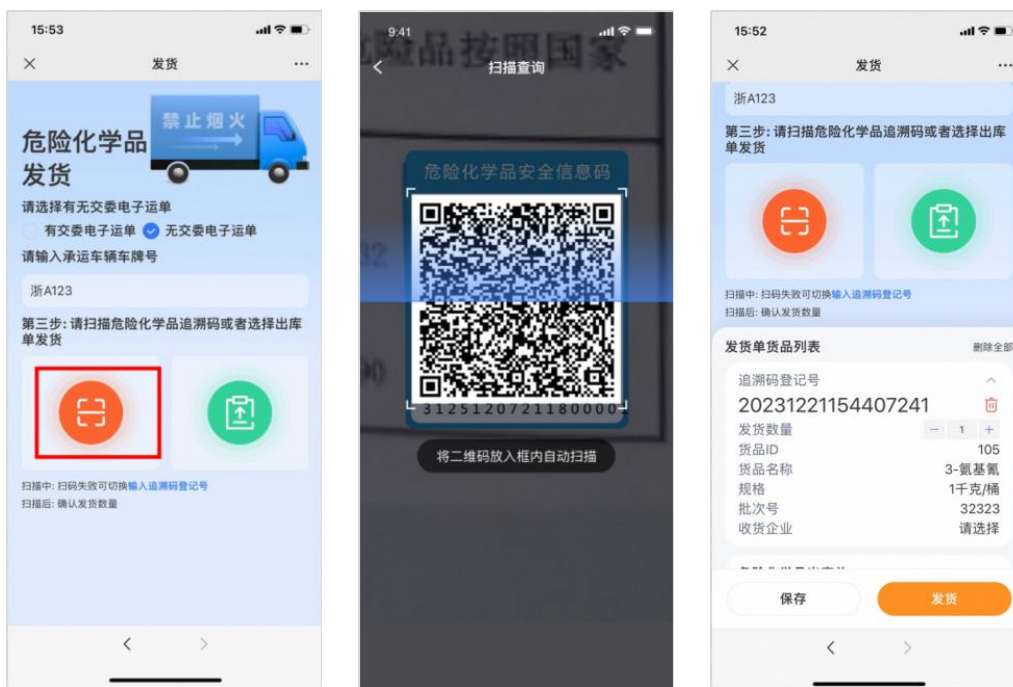 15:53
发货
禁止烟火
危险化学品
发货
请选择有无交委电子运单
有交委电子运单 无交委电子运单
请输入承运车辆车牌号
浙A123
第三步: 请扫描危险化学品追溯码或者选择出库
单发货
扫描中: 扫码失败可切换输入追溯码登记号
扫描后: 确认发货数量
9:41
险品按照国家
扫描查询
危险化学品安全信息码
将二维码放入框内自动扫描
15:52
发货
浙A123
第三步: 请扫描危险化学品追溯码或者选择出库
单发货
扫描中: 扫码失败可切换输入追溯码登记号
扫描后: 确认发货数量
发货单货品列表 删除全部
追溯码登记号
20231221154407241
发货数量 － 1 +
货品ID 105
货品名称 3-氨基氰
规格 1千克/桶
批次号 32323
收货企业 请选择
保存 发货